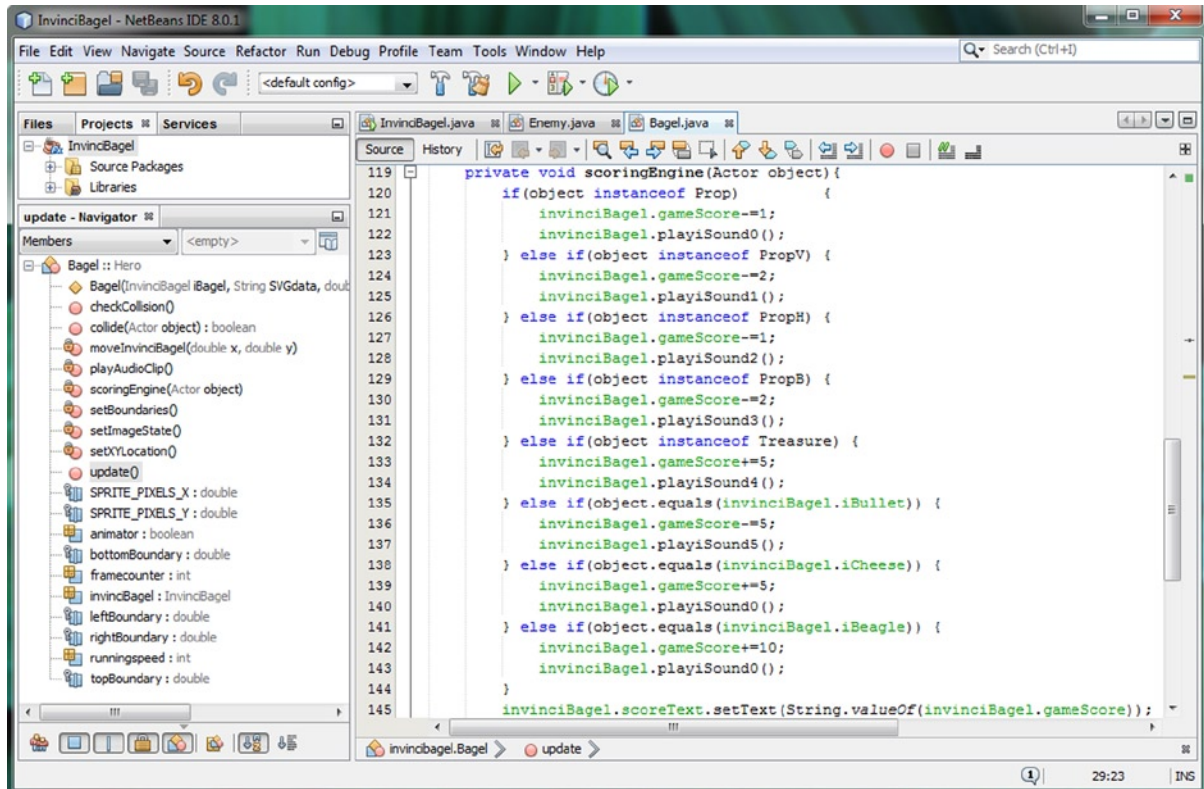 InvinciBagel - NetBeans IDE 8.0.1
File Edit View Navigate Source Refactor Run Debug Profile Team Tools Window Help
Search (Ctrl+I)
<default config>
Files Projects Services
InvinciBagel.java Enemy.java Bagel.java
InvinciBagel
Source Packages
Libraries
Source History
update - Navigator
Members <empty>
Bagel :: Hero
Bagel(InvinciBagel iBagel, String SVGdata, doub
checkCollision()
collide(Actor object) : boolean
moveInvinciBagel(double x, double y)
playAudioClip()
scoringEngine(Actor object)
setBoundaries()
setImageState()
setXYLocation()
update()
SPRITE_PIXELS_X : double
SPRITE_PIXELS_Y : double
animator : boolean
bottomBoundary : double
framecounter : int
invinciBagel : InvinciBagel
leftBoundary : double
rightBoundary : double
runningspeed : int
topBoundary : double
119 private void scoringEngine(Actor object){
120 if(object instanceof Prop) {
121 invinciBagel.gameScore-=1;
122 invinciBagel.playiSound0();
123 } else if(object instanceof PropV) {
124 invinciBagel.gameScore-=2;
125 invinciBagel.playiSound1();
126 } else if(object instanceof PropH) {
127 invinciBagel.gameScore-=1;
128 invinciBagel.playiSound2();
129 } else if(object instanceof PropB) {
130 invinciBagel.gameScore-=2;
131 invinciBagel.playiSound3();
132 } else if(object instanceof Treasure) {
133 invinciBagel.gameScore+=5;
134 invinciBagel.playiSound4();
135 } else if(object.equals(invinciBagel.iBullet)) {
136 invinciBagel.gameScore-=5;
137 invinciBagel.playiSound5();
138 } else if(object.equals(invinciBagel.iCheese)) {
139 invinciBagel.gameScore+=5;
140 invinciBagel.playiSound0();
141 } else if(object.equals(invinciBagel.iBeagle)) {
142 invinciBagel.gameScore+=10;
143 invinciBagel.playiSound0();
144 }
145 invinciBagel.scoreText.setText(String.valueOf(invinciBagel.gameScore));
invincibagel.Bagel update
1 29:23 INS